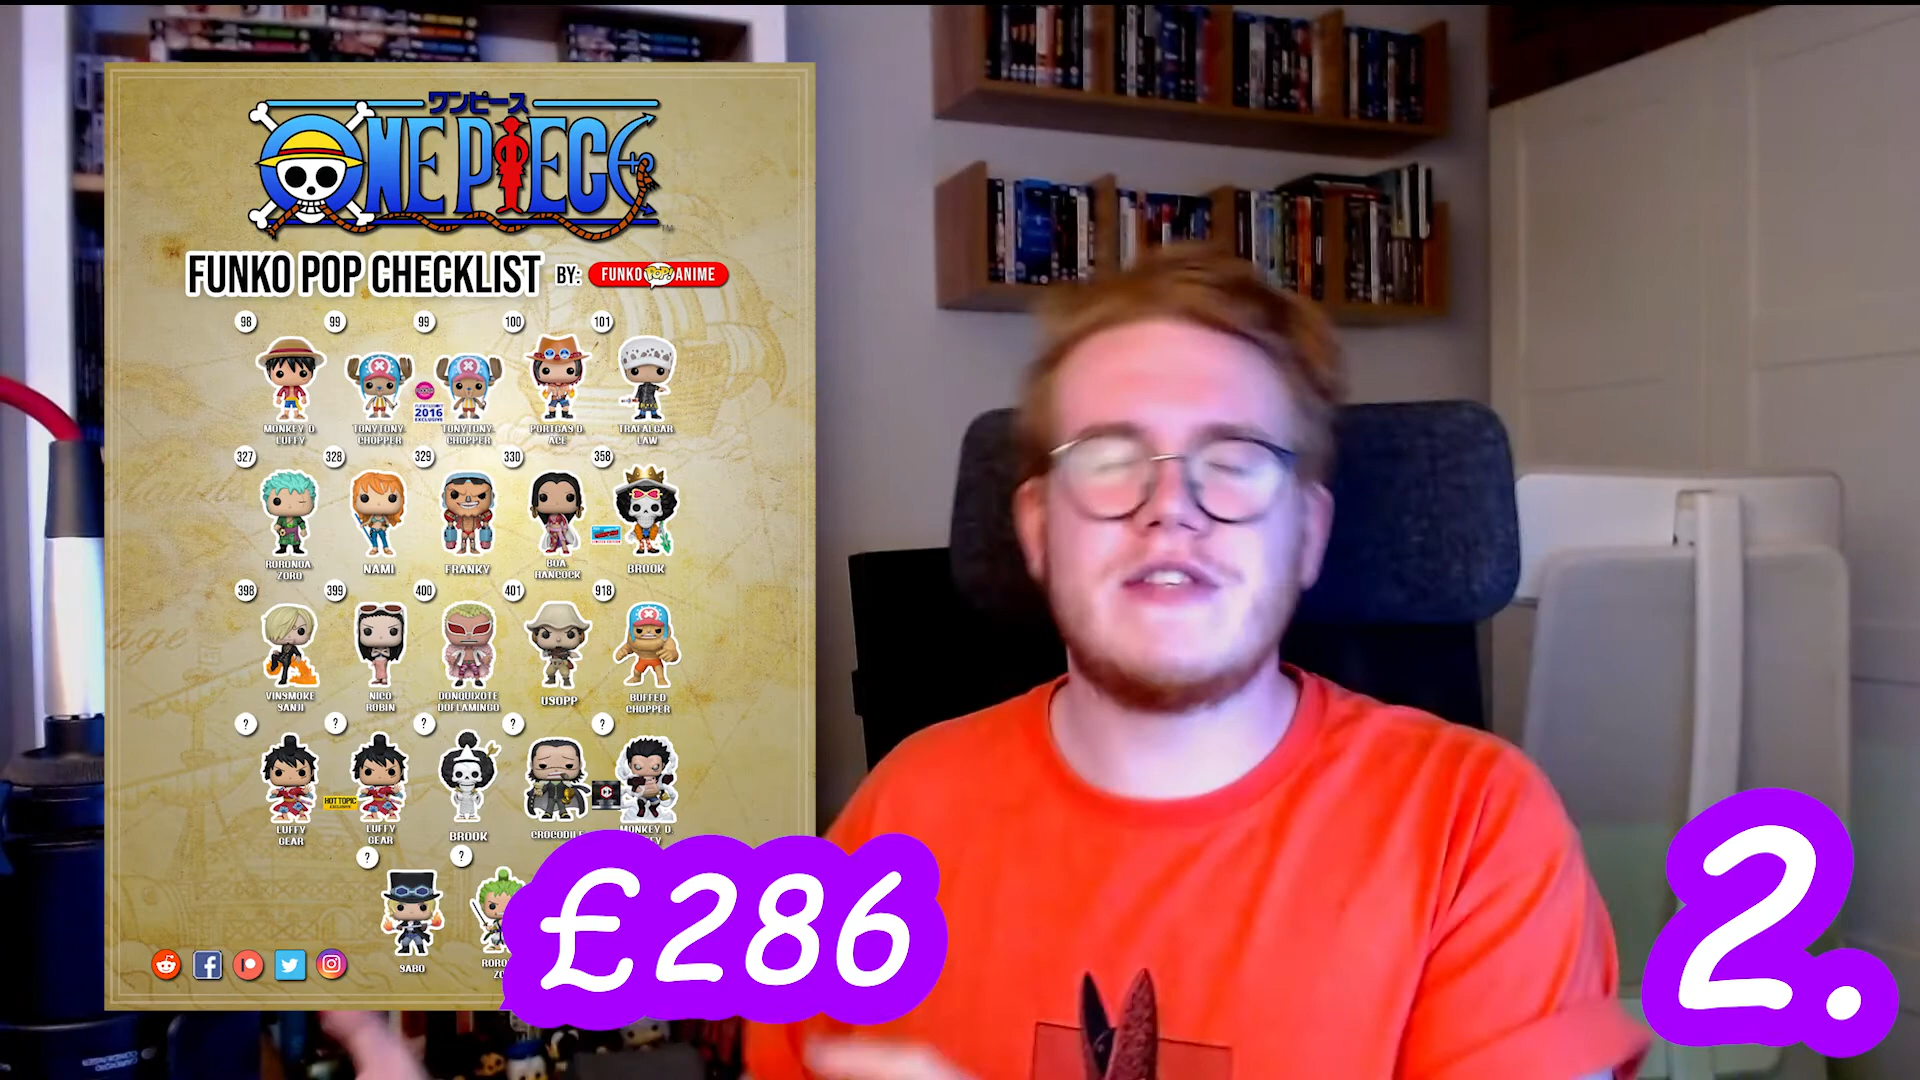 ワンピース
ONE PIECE
TM
FUNKO POP CHECKLIST BY: FUNKO POP! ANIME
98 99 99 100 101
2016
EXCLUSIVE
MONKEY D. LUFFY
TONYTONY CHOPPER
TONYTONY CHOPPER
PORTGAS D. ACE
TRAFALGAR LAW
327 328 329 330 358
RORONOA ZORO
NAMI
FRANKY
BOA HANCOCK
BROOK
398 399 400 401 918
VINSMOKE SANJI
NICO ROBIN
DONQUIXOTE DOFLAMINGO
USOPP
BUFFED CHOPPER
? ? ? ? ?
HOT TOPIC
EXCLUSIVE
LUFFY GEAR
LUFFY GEAR
BROOK
CROCODILE
MONKEY D.
? ?
SABO
£286
2.